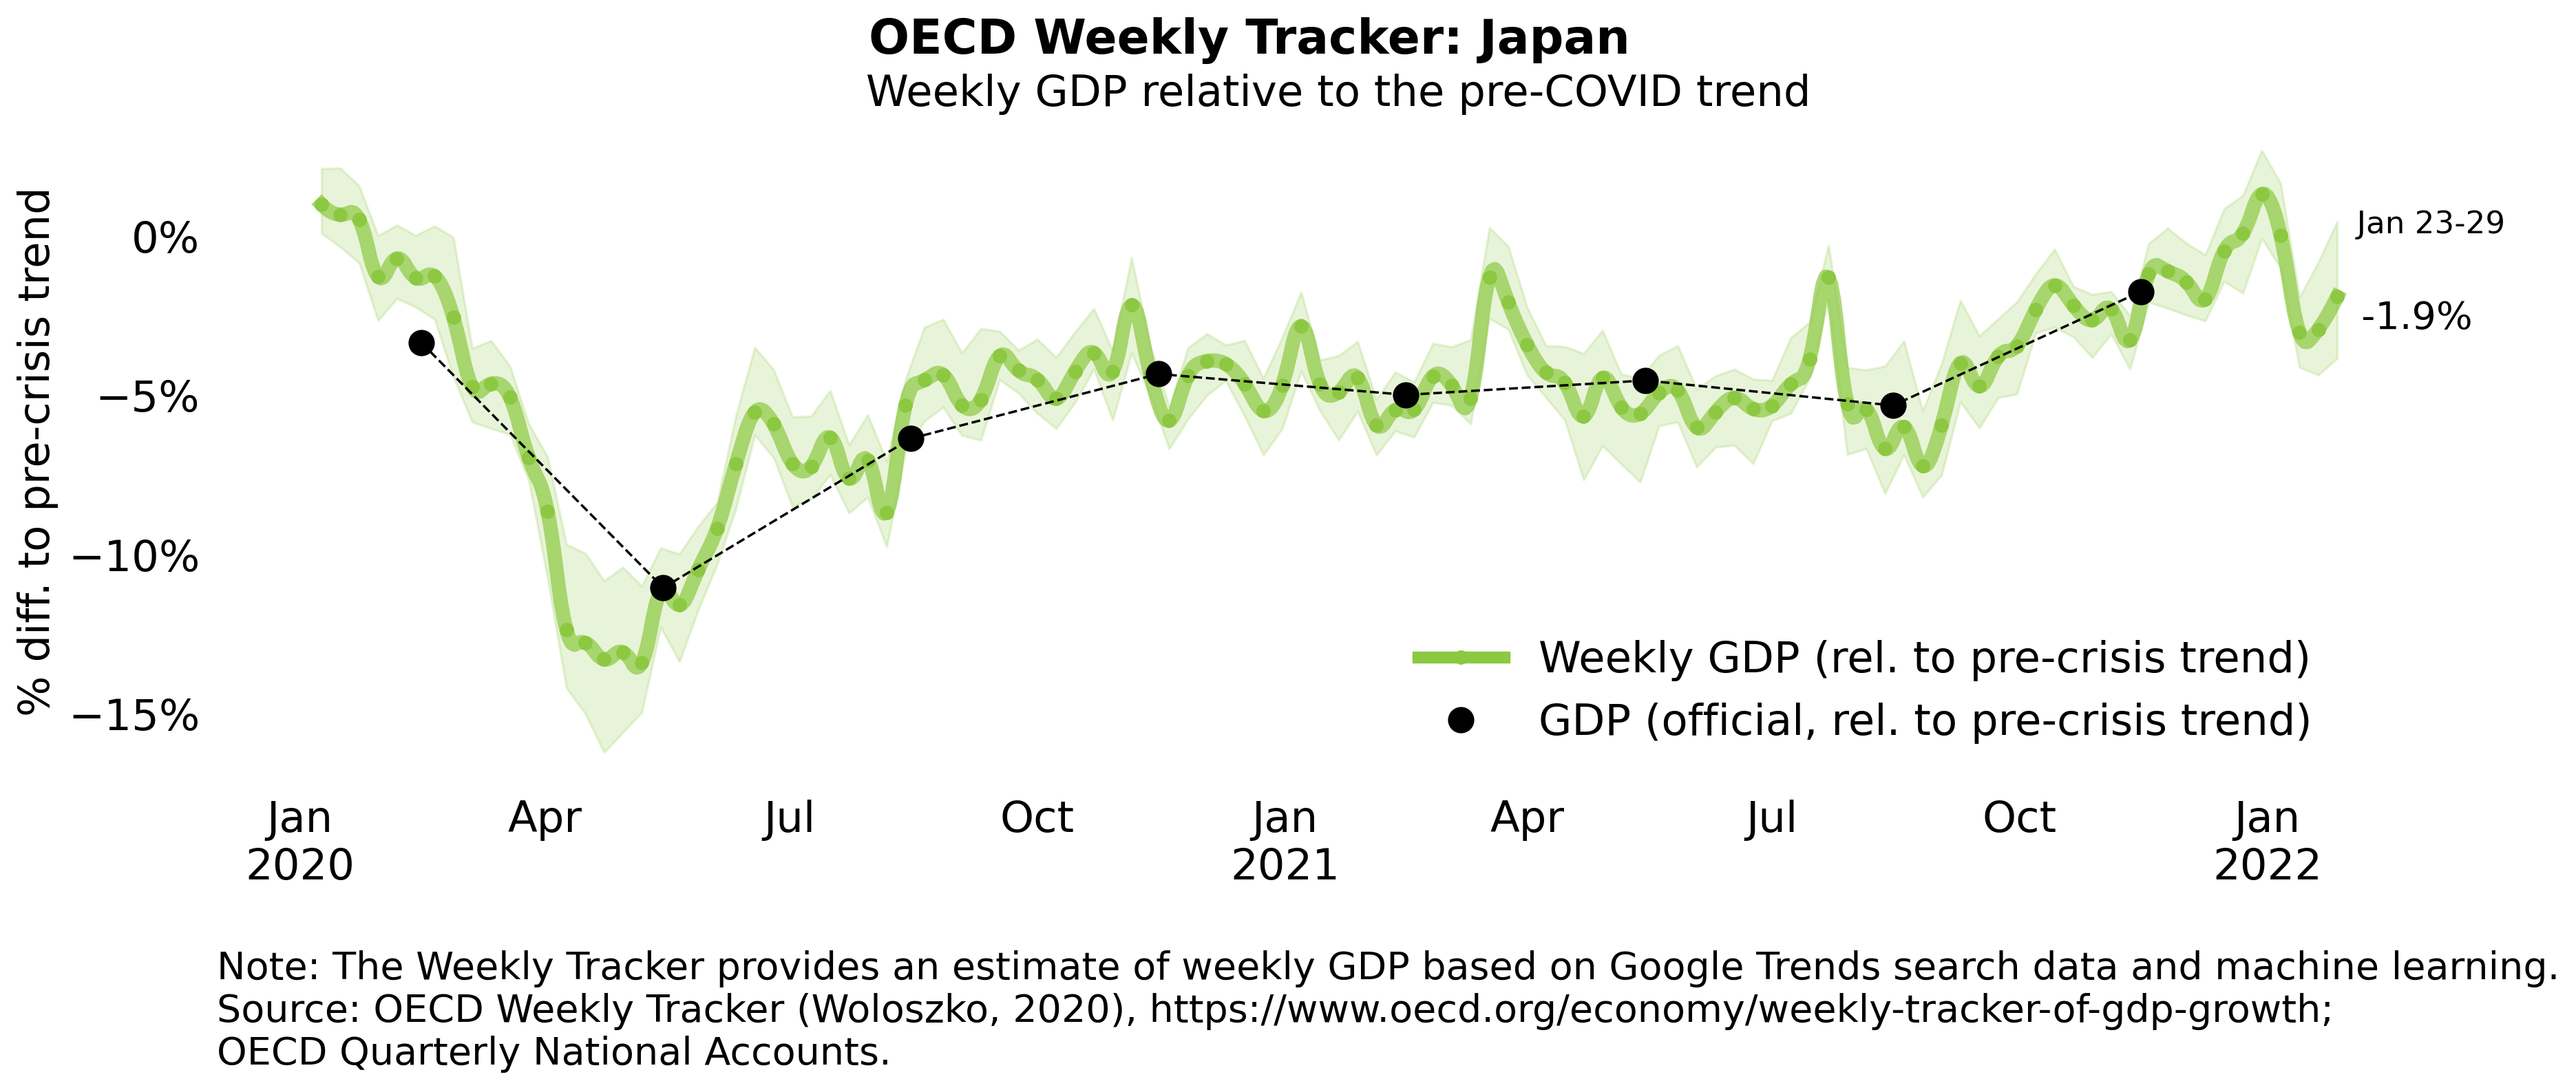 OECD Weekly Tracker: Japan
Weekly GDP relative to the pre-COVID trend
% diff. to pre-crisis trend
0%
−5%
−10%
−15%
Jan 23-29
-1.9%
Weekly GDP (rel. to pre-crisis trend)
GDP (official, rel. to pre-crisis trend)
Jan Apr Jul Oct Jan Apr Jul Oct Jan
2020 2021 2022
Note: The Weekly Tracker provides an estimate of weekly GDP based on Google Trends search data and machine learning.
Source: OECD Weekly Tracker (Woloszko, 2020), https://www.oecd.org/economy/weekly-tracker-of-gdp-growth;
OECD Quarterly National Accounts.